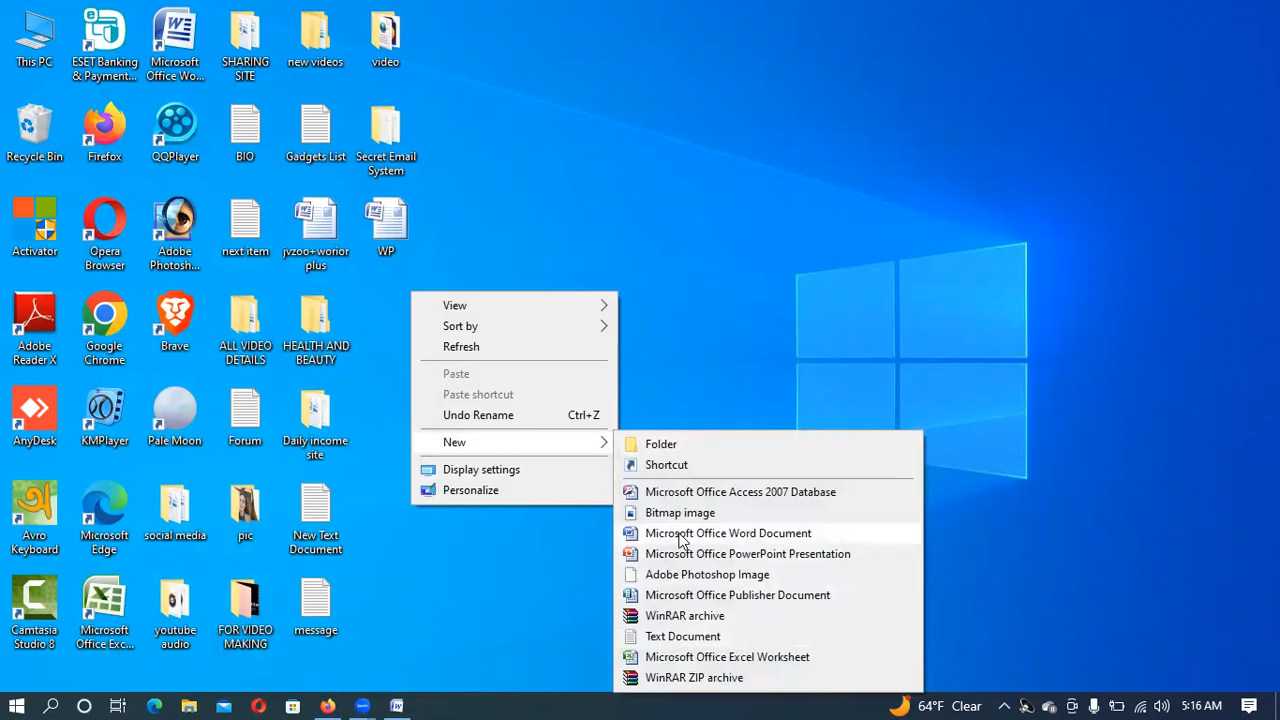 This PC
ESET Banking
& Payment...
Microsoft
Office Wo...
SHARING
SITE
new videos
video
Recycle Bin
Firefox
QQPlayer
BIO
Gadgets List
Secret Email
System
Activator
Opera
Browser
Adobe
Photosh...
next item
jvzoo+worior
plus
WP
Adobe
Reader X
Google
Chrome
Brave
ALL VIDEO
DETAILS
HEALTH AND
BEAUTY
AnyDesk
KMPlayer
Pale Moon
Forum
Daily income
site
Avro
Keyboard
Microsoft
Edge
social media
pic
New Text
Document
Camtasia
Studio 8
Microsoft
Office Exc...
youtube
audio
FOR VIDEO
MAKING
message
View
Sort by
Refresh
Paste
Paste shortcut
Undo Rename Ctrl+Z
New
Display settings
Personalize
Folder
Shortcut
Microsoft Office Access 2007 Database
Bitmap image
Microsoft Office Word Document
Microsoft Office PowerPoint Presentation
Adobe Photoshop Image
Microsoft Office Publisher Document
WinRAR archive
Text Document
Microsoft Office Excel Worksheet
WinRAR ZIP archive
64°F Clear
5:16 AM